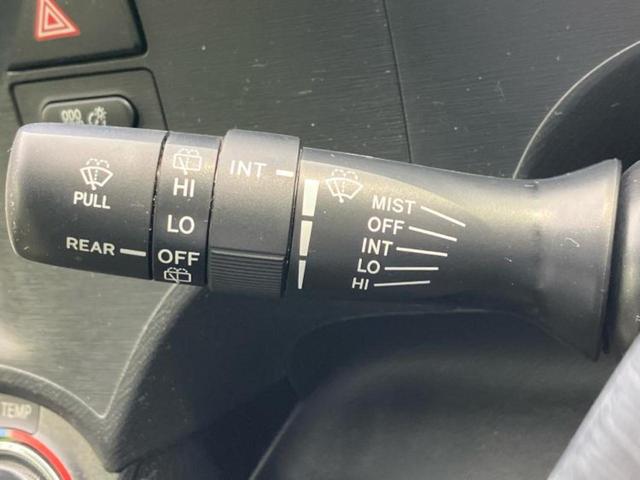 PULL
REAR
HI
LO
OFF
INT
MIST
OFF
INT
LO
HI
TEMP